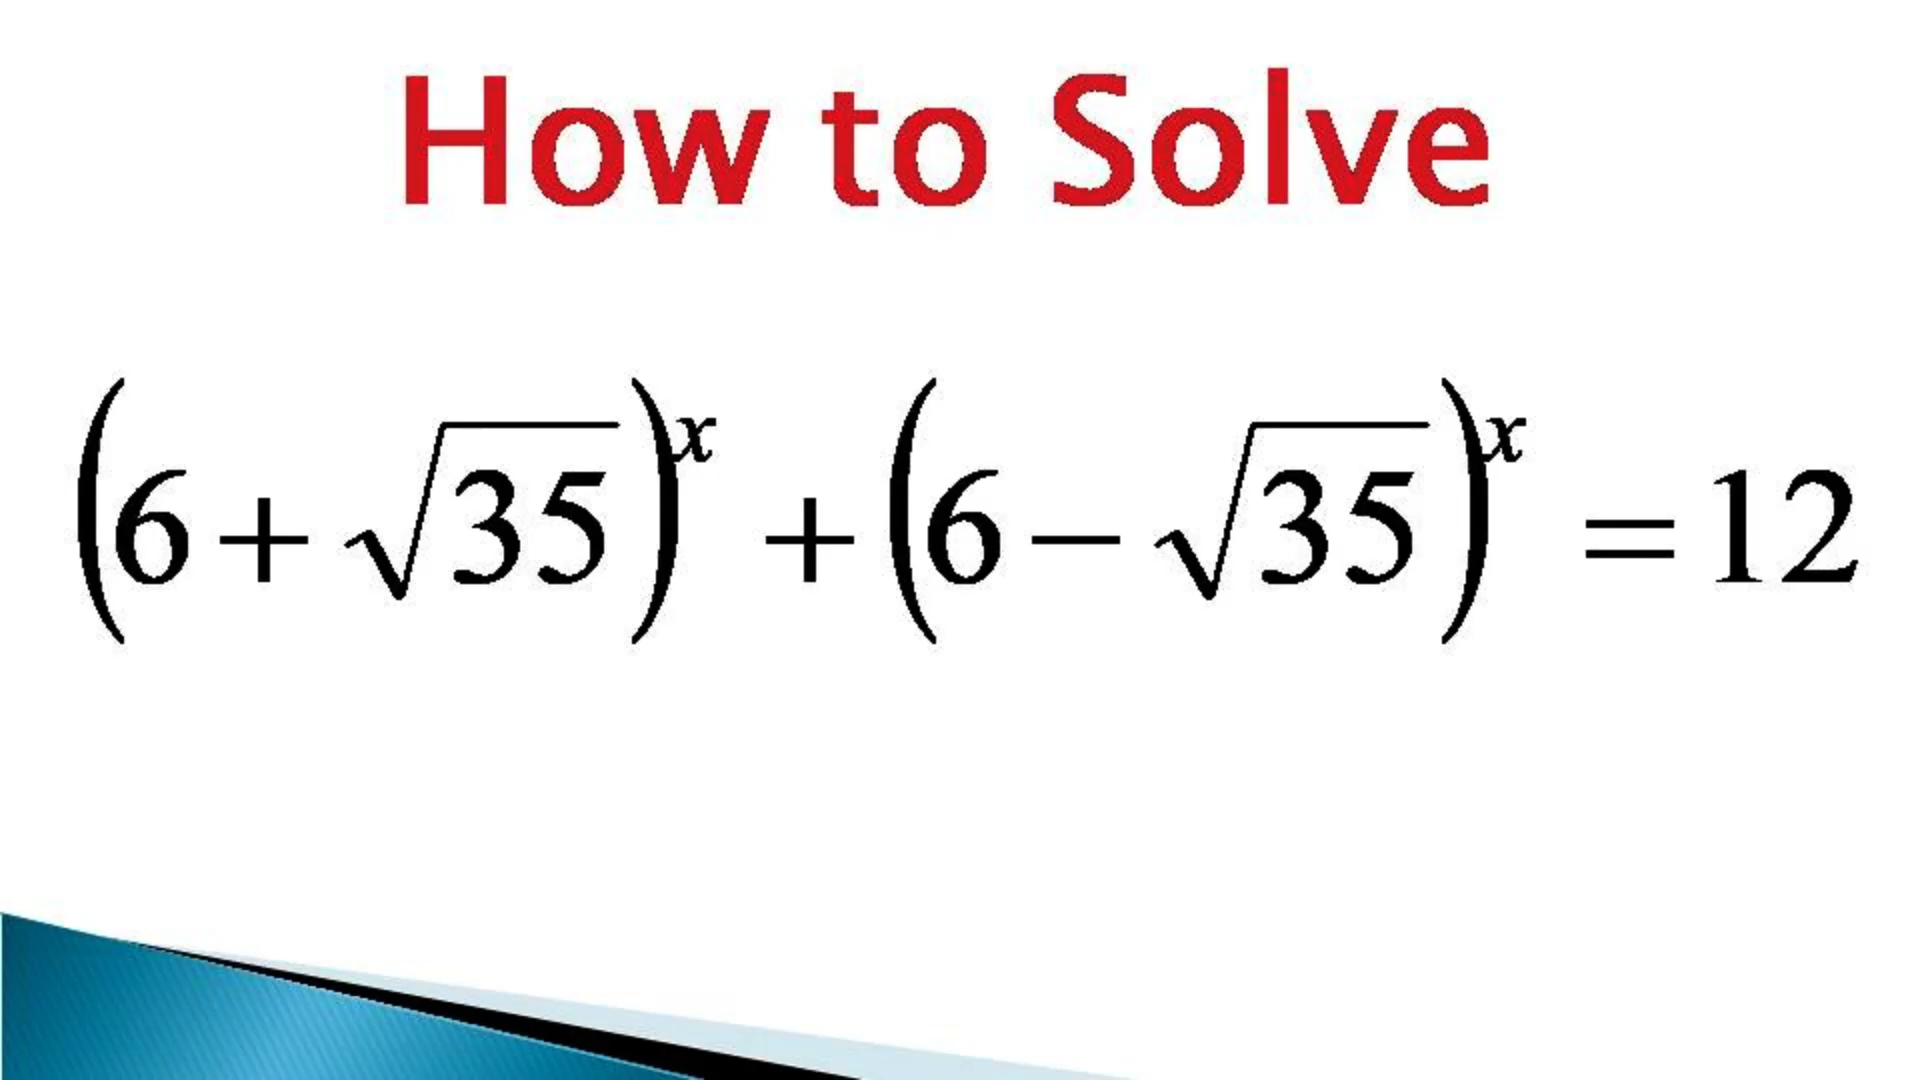 How to Solve
(6+√35)^x + (6−√35)^x = 12